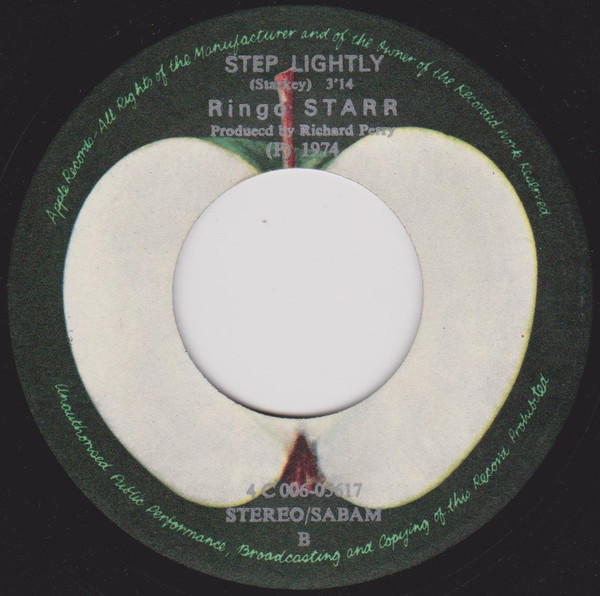 STEP LIGHTLY
(Starkey) 3'14
Ringo STARR
Produced by Richard Perry
(P) 1974
Apple Records-All Rights of the Manufacturer and of the Owner of the Recorded Work Reserved
4 C 006-05617
STEREO/SABAM
B
Unauthorised Public Performance, Broadcasting and Copying of this Record Prohibited